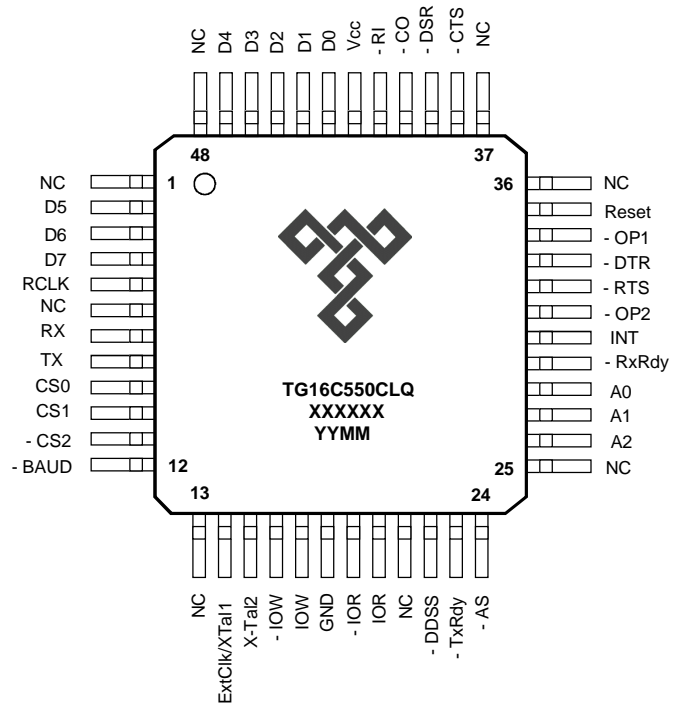 NC
D4
D3
D2
D1
D0
Vcc
- RI
- CO
- DSR
- CTS
NC
48
37
1
36
NC
D5
D6
D7
RCLK
NC
RX
TX
CS0
CS1
- CS2
- BAUD
NC
Reset
- OP1
- DTR
- RTS
- OP2
INT
- RxRdy
A0
A1
A2
NC
TG16C550CLQ
XXXXXX
YYMM
12
25
13
24
NC
ExtClk/XTal1
X-Tal2
- IOW
IOW
GND
- IOR
IOR
NC
- DDSS
- TxRdy
- AS